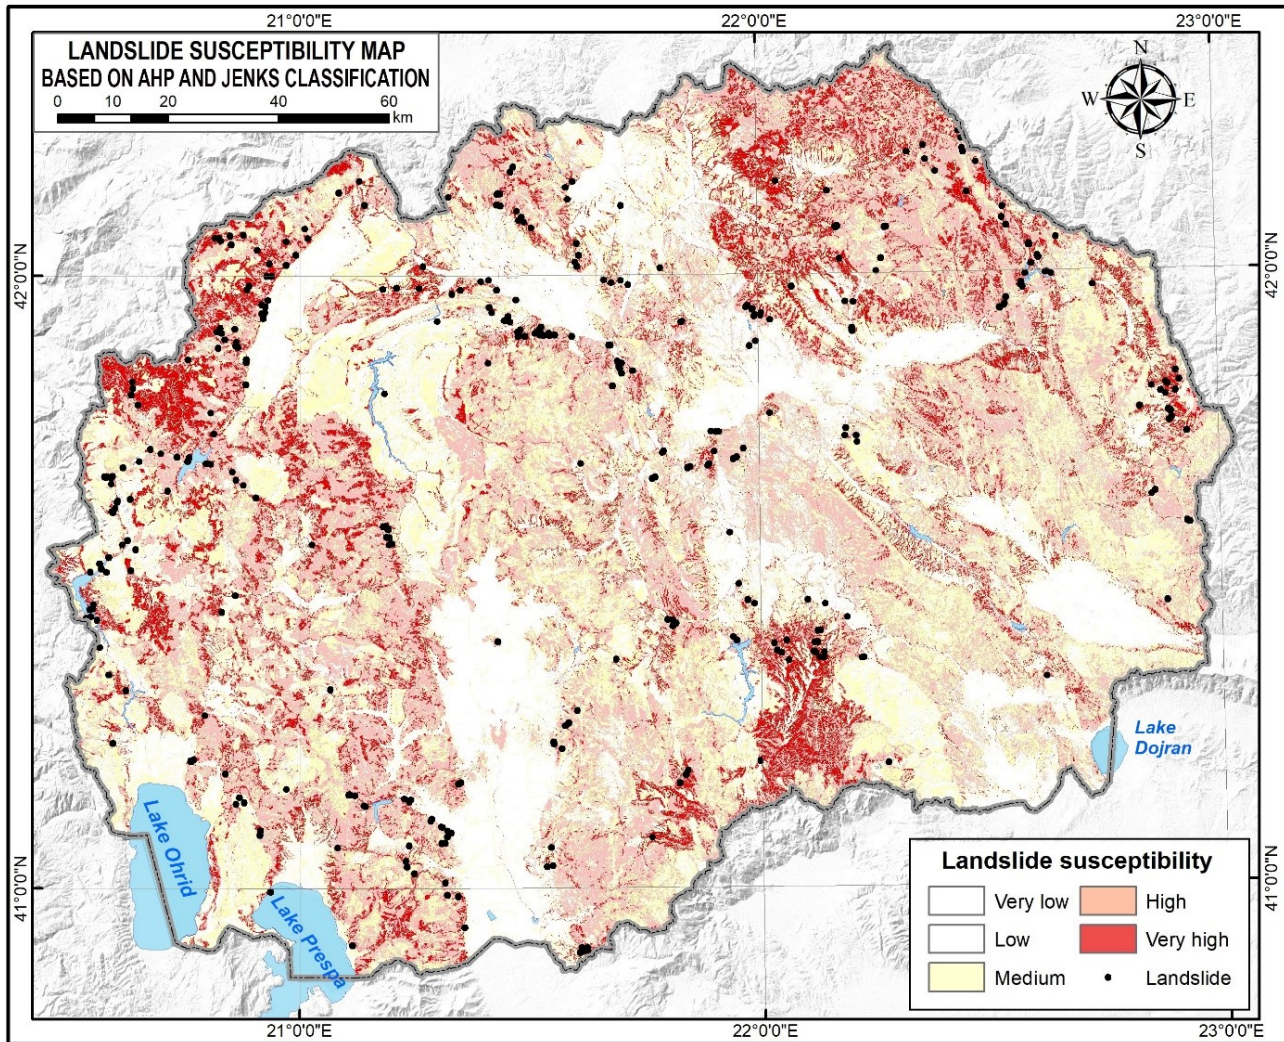 21°0'0"E
22°0'0"E
23°0'0"E
LANDSLIDE SUSCEPTIBILITY MAP
BASED ON AHP AND JENKS CLASSIFICATION
0 10 20 40 60
km
N
W E
S
42°0'0"N
42°0'0"N
Lake
Dojran
Lake Ohrid
Lake Prespa
41°0'0"N
41°0'0"N
Landslide susceptibility
Very low
High
Low
Very high
Medium
Landslide
21°0'0"E
22°0'0"E
23°0'0"E